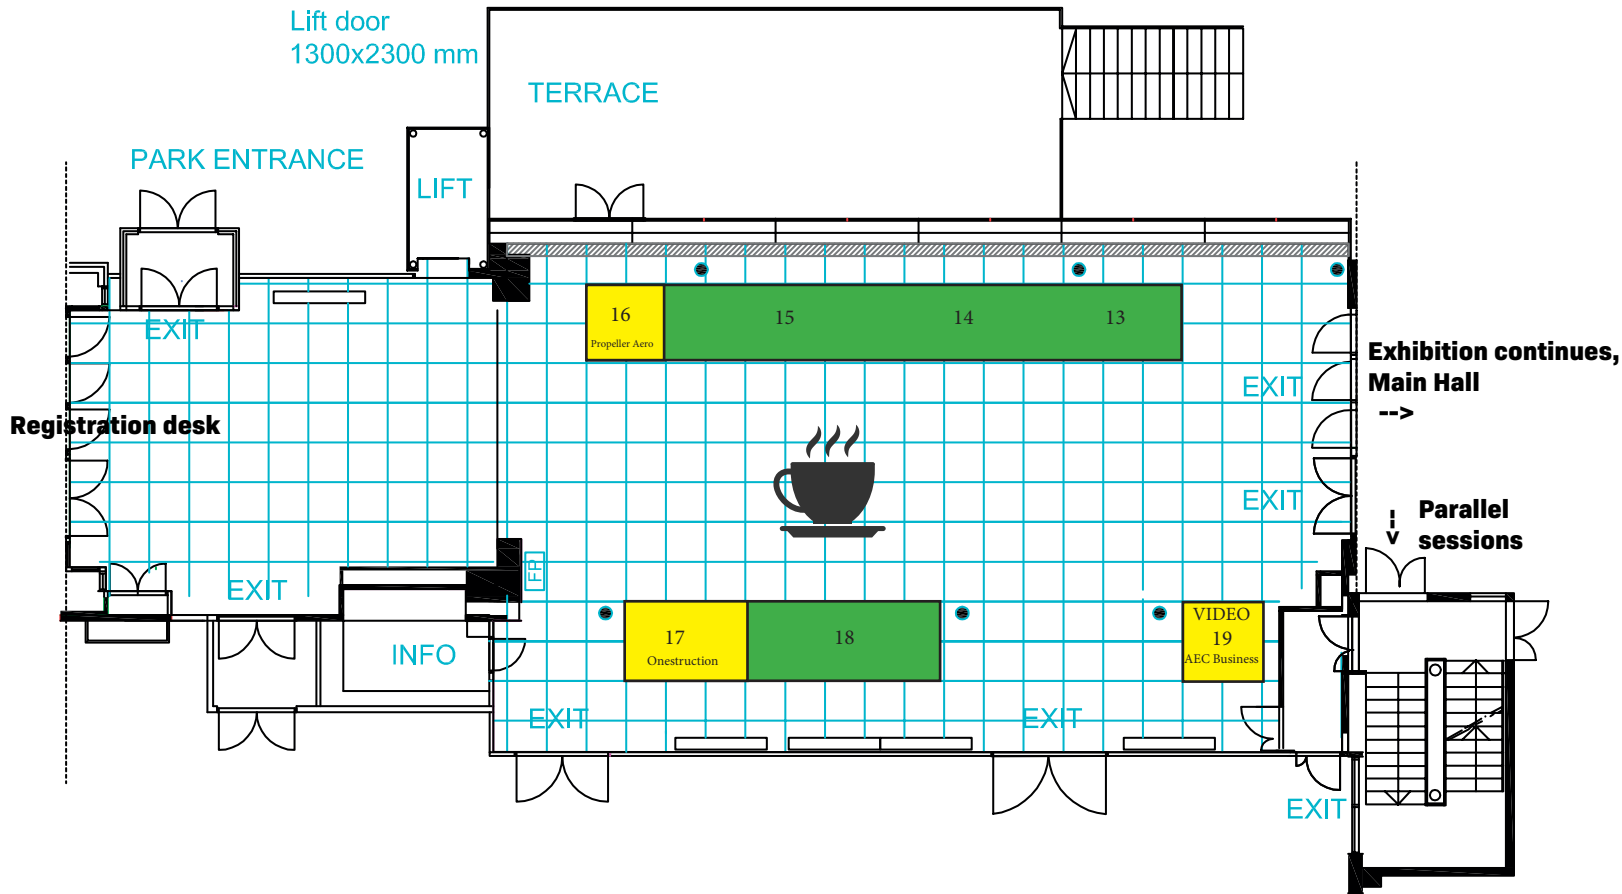 Lift door
1300x2300 mm
TERRACE
PARK ENTRANCE
LIFT
EXIT
16
Propeller Aero
15
14
13
Exhibition continues,
Main Hall
-->
EXIT
Registration desk
EXIT
Parallel
sessions
FP
EXIT
INFO
17
Onestruction
18
VIDEO
19
AEC Business
EXIT
EXIT
EXIT